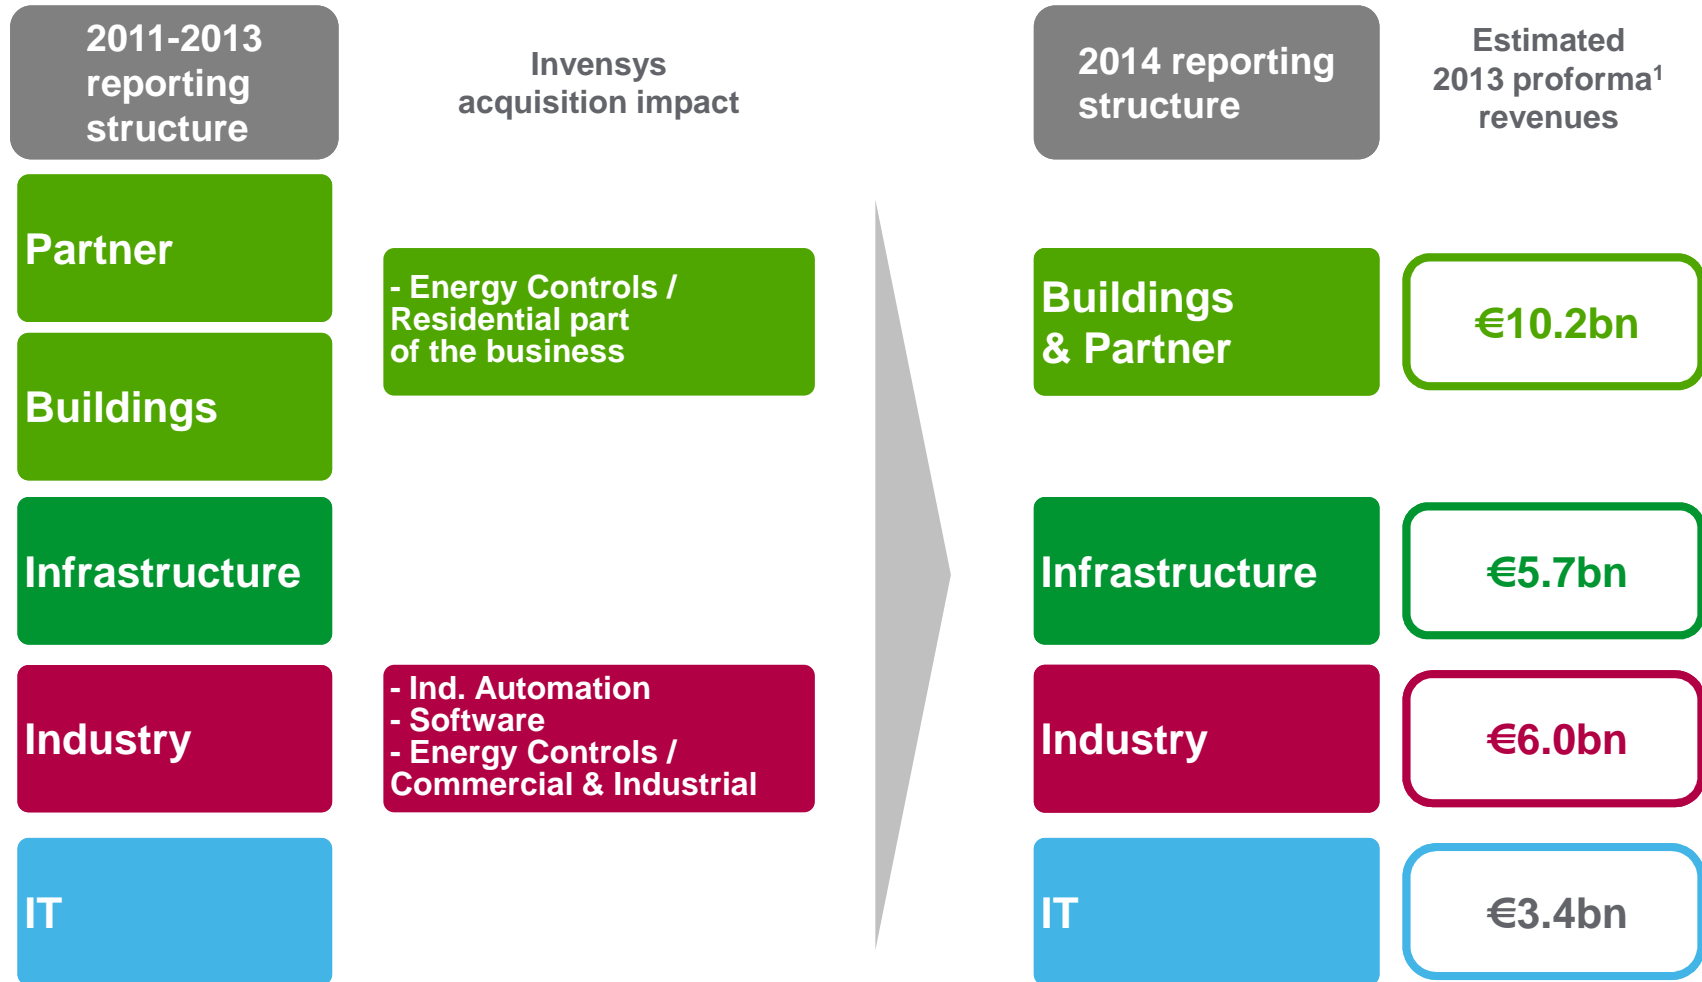 2011-2013
reporting
structure
Invensys
acquisition impact
2014 reporting
structure
Estimated
2013 proforma¹
revenues
Partner
- Energy Controls /
Residential part
of the business
Buildings
Buildings
& Partner
€10.2bn
Infrastructure
Infrastructure
€5.7bn
Industry
- Ind. Automation
- Software
- Energy Controls /
Commercial & Industrial
Industry
€6.0bn
IT
IT
€3.4bn